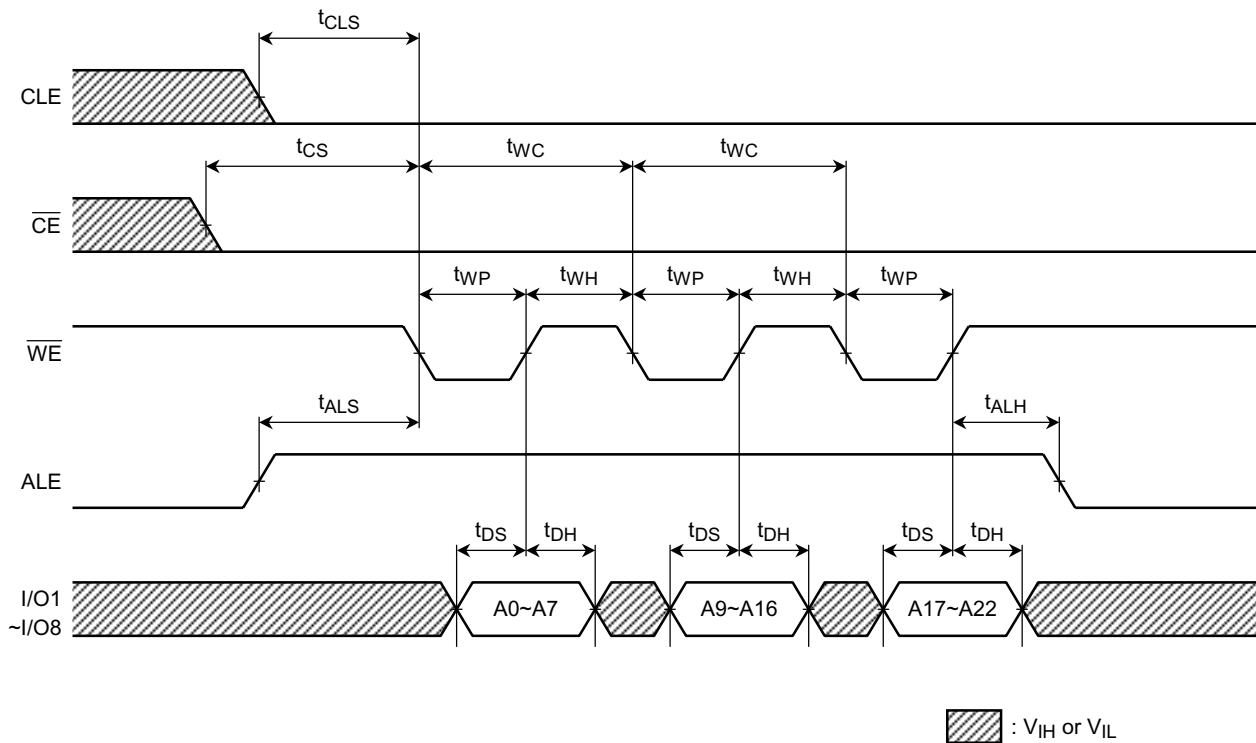 tCLS
CLE
tCS tWC tWC
CE
tWP tWH tWP tWH tWP
WE
tALS tALH
ALE
tDS tDH tDS tDH tDS tDH
I/O1
~I/O8
A0~A7 A9~A16 A17~A22
: VIH or VIL